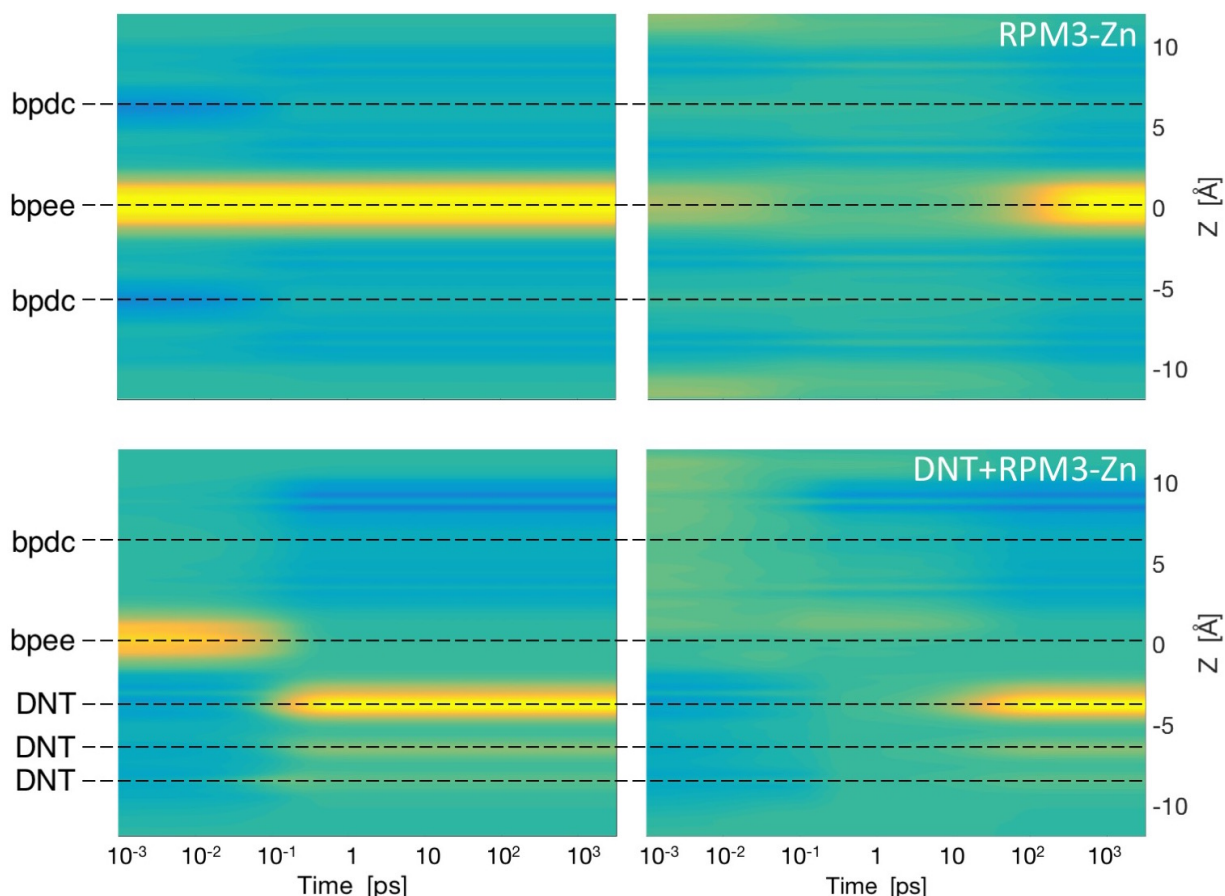 RPM3-Zn
bpdc
bpee
bpdc
10
5
0
-5
-10
Z [Å]
DNT+RPM3-Zn
bpdc
bpee
DNT
DNT
DNT
10
5
0
-5
-10
Z [Å]
10⁻³ 10⁻² 10⁻¹ 1 10 10² 10³
Time [ps]
10⁻³ 10⁻² 10⁻¹ 1 10 10² 10³
Time [ps]